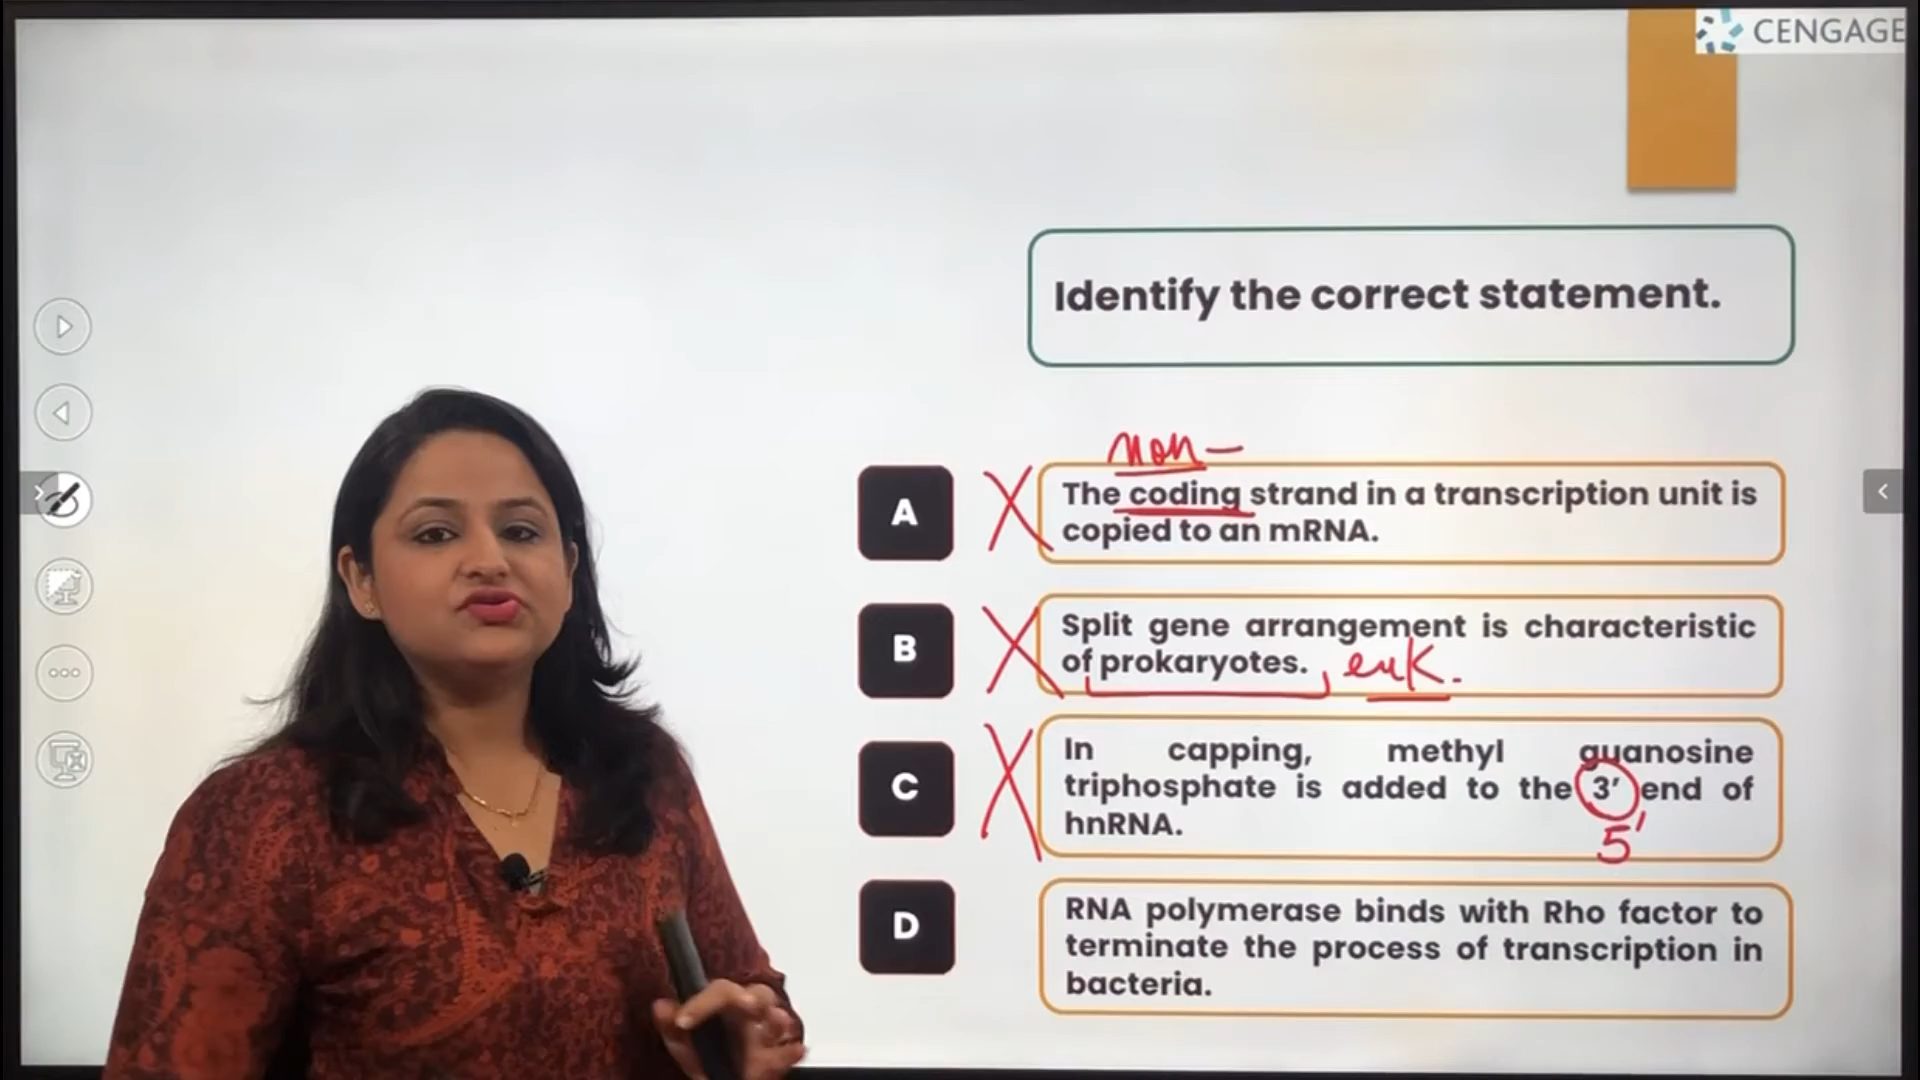 CENGAGE
Identify the correct statement.
non-
A
The coding strand in a transcription unit is
copied to an mRNA.
B
Split gene arrangement is characteristic
of prokaryotes. euk.
C
In capping, methyl guanosine
triphosphate is added to the 3' end of
hnRNA.
5'
D
RNA polymerase binds with Rho factor to
terminate the process of transcription in
bacteria.